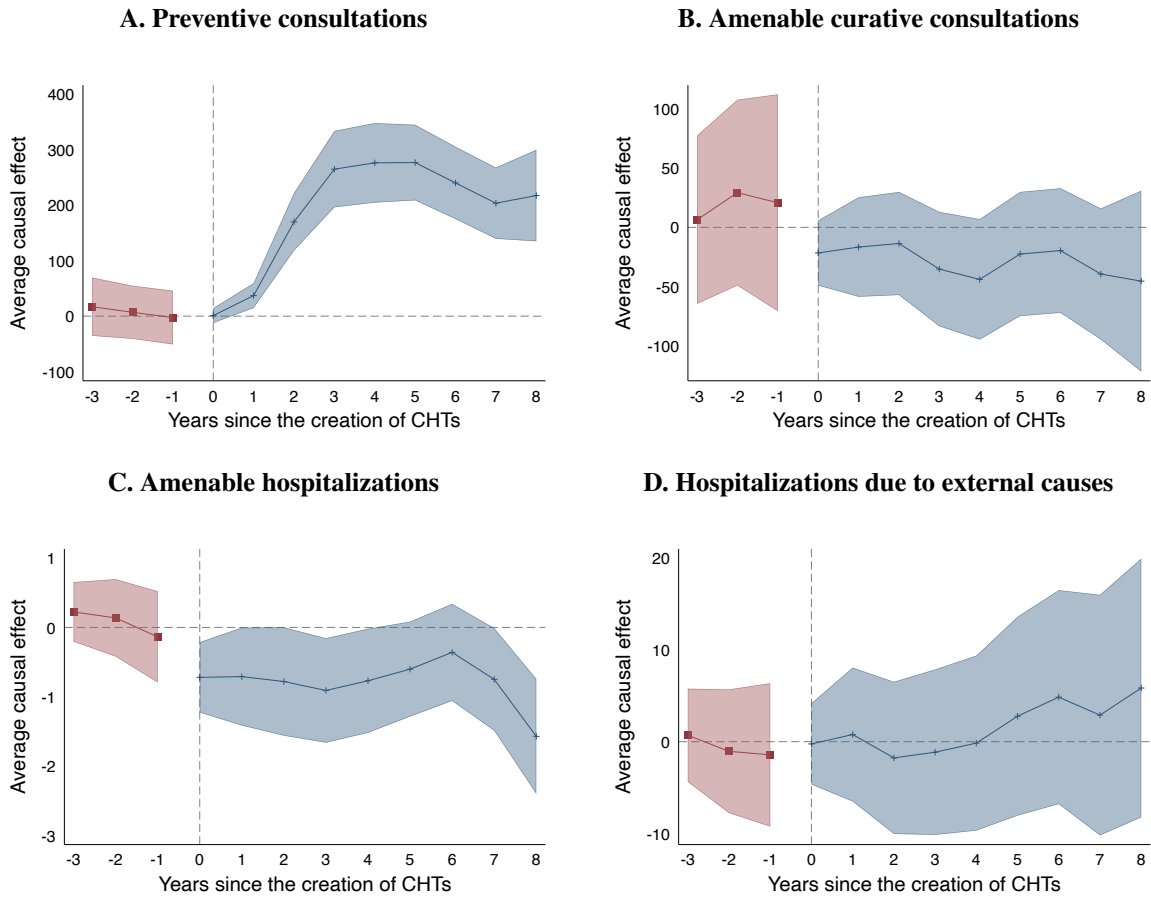 A. Preventive consultations
Average causal effect
400
300
200
100
0
-100
-3 -2 -1 0 1 2 3 4 5 6 7 8
Years since the creation of CHTs
B. Amenable curative consultations
Average causal effect
100
50
0
-50
-100
-3 -2 -1 0 1 2 3 4 5 6 7 8
Years since the creation of CHTs
C. Amenable hospitalizations
Average causal effect
1
0
-1
-2
-3
-3 -2 -1 0 1 2 3 4 5 6 7 8
Years since the creation of CHTs
D. Hospitalizations due to external causes
Average causal effect
20
10
0
-10
-3 -2 -1 0 1 2 3 4 5 6 7 8
Years since the creation of CHTs